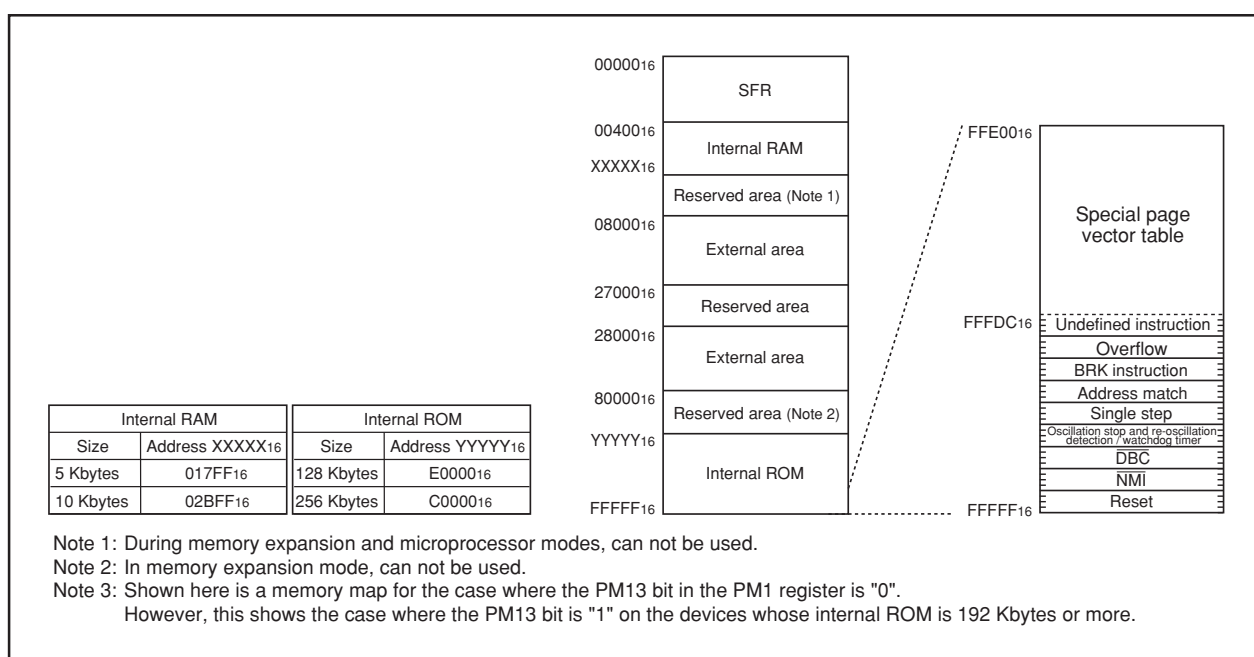 0000016
SFR
0040016
Internal RAM
XXXXX16
Reserved area (Note 1)
0800016
External area
2700016
Reserved area
2800016
External area
8000016
Reserved area (Note 2)
YYYYY16
Internal ROM
FFFFF16
FFE0016
Special page
vector table
FFFDC16
Undefined instruction
Overflow
BRK instruction
Address match
Single step
Oscillation stop and re-oscillation
detection / watchdog timer
DBC
NMI
Reset
FFFFF16
Internal RAM Internal ROM
Size Address XXXXX16 Size Address YYYYY16
5 Kbytes 017FF16 128 Kbytes E000016
10 Kbytes 02BFF16 256 Kbytes C000016
Note 1: During memory expansion and microprocessor modes, can not be used.
Note 2: In memory expansion mode, can not be used.
Note 3: Shown here is a memory map for the case where the PM13 bit in the PM1 register is "0".
However, this shows the case where the PM13 bit is "1" on the devices whose internal ROM is 192 Kbytes or more.